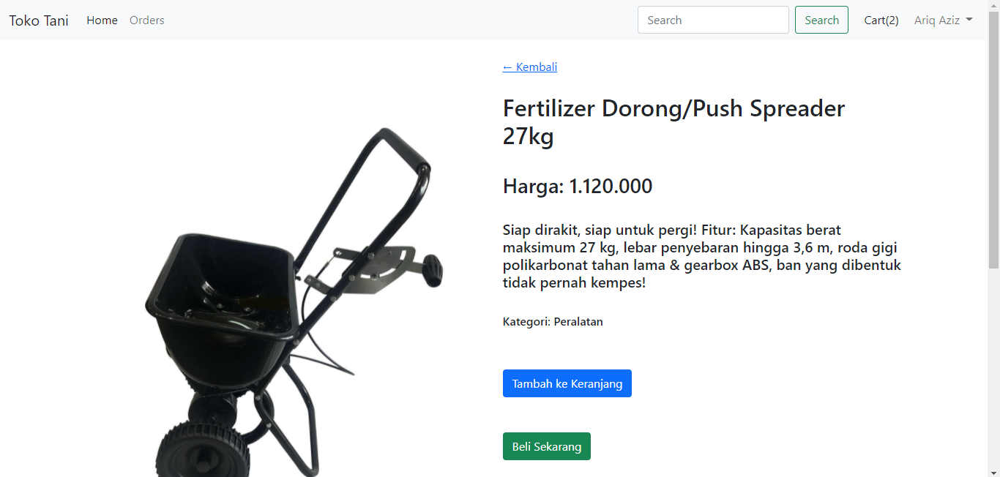 Toko Tani Home Orders Search Search Cart(2) Ariq Aziz
← Kembali
Fertilizer Dorong/Push Spreader
27kg
Harga: 1.120.000
Siap dirakit, siap untuk pergi! Fitur: Kapasitas berat
maksimum 27 kg, lebar penyebaran hingga 3,6 m, roda gigi
polikarbonat tahan lama & gearbox ABS, ban yang dibentuk
tidak pernah kempes!
Kategori: Peralatan
Tambah ke Keranjang
Beli Sekarang